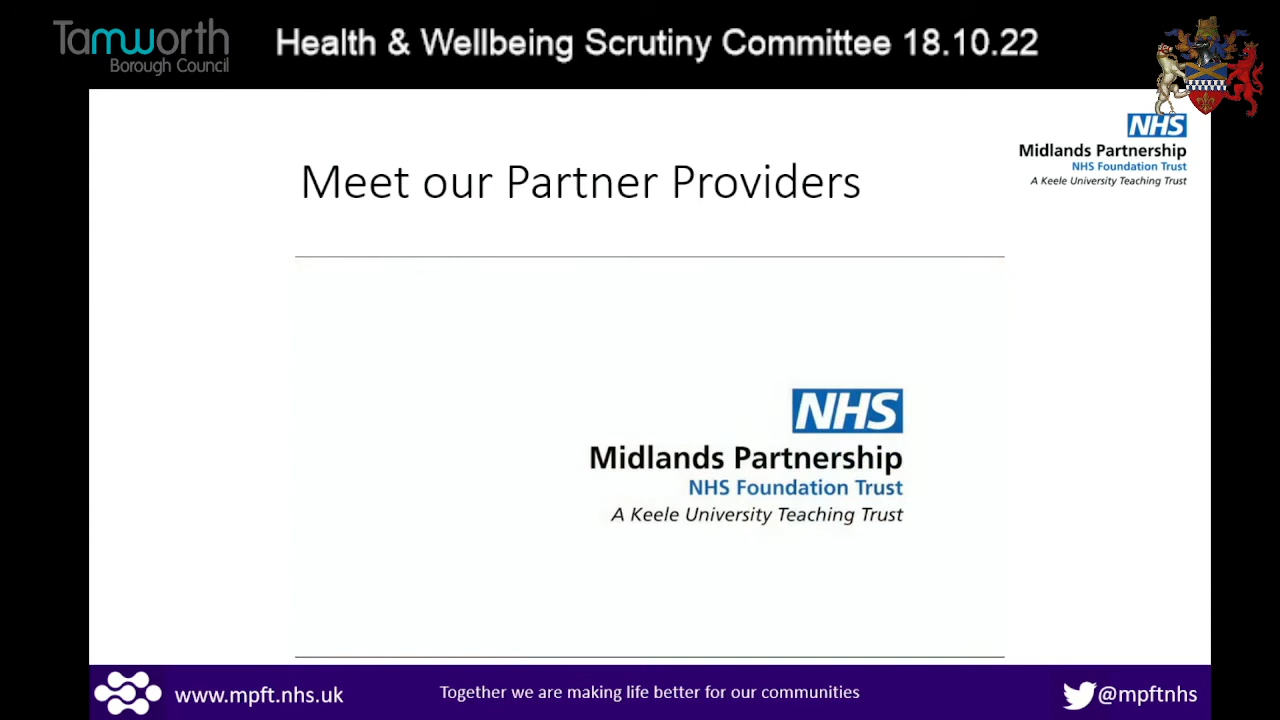 Tamworth
Borough Council
Health & Wellbeing Scrutiny Committee 18.10.22
NHS
Midlands Partnership
NHS Foundation Trust
A Keele University Teaching Trust
Meet our Partner Providers
NHS
Midlands Partnership
NHS Foundation Trust
A Keele University Teaching Trust
www.mpft.nhs.uk
Together we are making life better for our communities
@mpftnhs